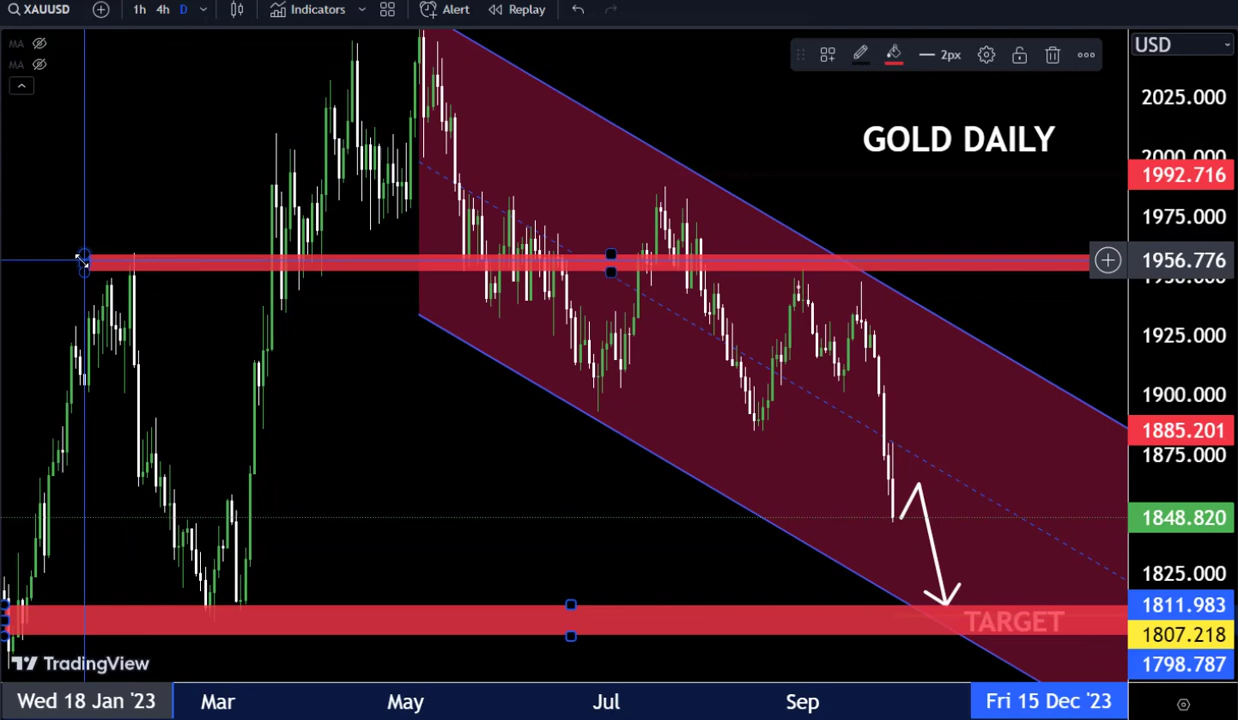 XAUUSD 1h 4h D Indicators Alert Replay
MA
MA
2px
USD
GOLD DAILY
2025.000
2000.000
1992.716
1975.000
1956.776
1925.000
1900.000
1885.201
1875.000
1848.820
1825.000
1811.983
TARGET
1807.218
1798.787
TradingView
Wed 18 Jan '23 Mar May Jul Sep Fri 15 Dec '23